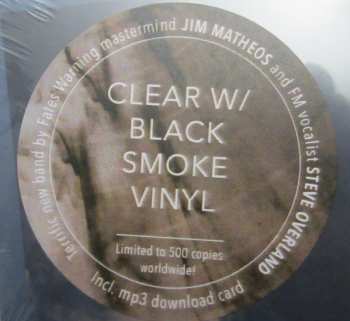 Terrific new band by Fates Warning mastermind JIM MATHEOS and FM vocalist STEVE OVERLAND
CLEAR W/
BLACK
SMOKE
VINYL
Limited to 500 copies
worldwide!
Incl. mp3 download card